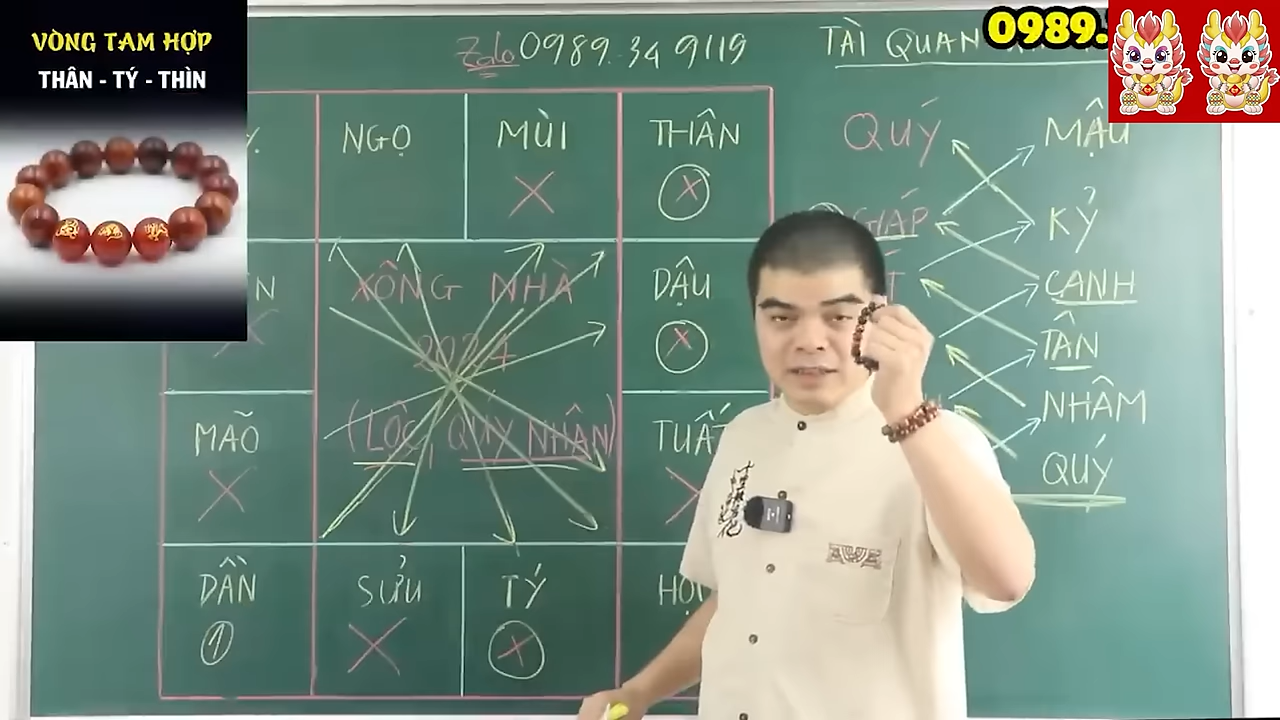 VÒNG TAM HỢP
THÂN - TÝ - THÌN
Zalo 0989.34 9119
0989.
TÀI QUAN
NGỌ
MÙI
THÂN
QUÝ
MẬU
GIÁP
KỶ
XÔNG NHÀ
DẬU
CANH
2024
TÂN
MÃO
(LỘC, QUÝ NHÂN)
TUẤT
NHÂM
QUÝ
DẦN
SỬU
TÝ
1